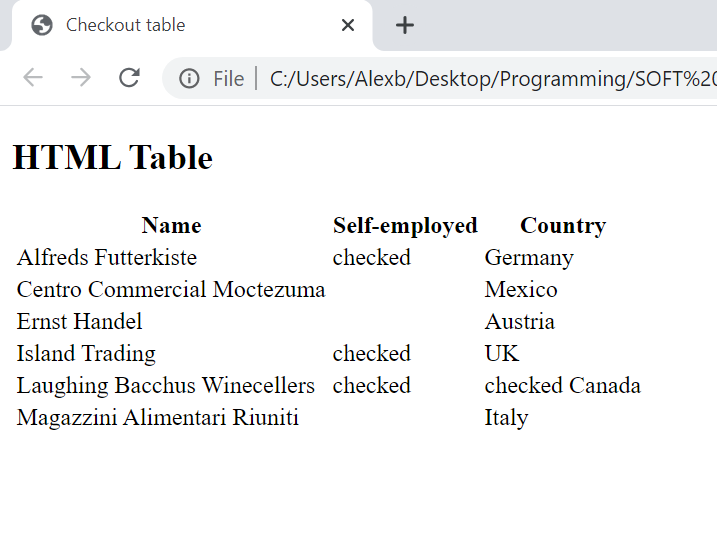 Checkout table
File | C:/Users/Alexb/Desktop/Programming/SOFT%20
HTML Table
Name Self-employed Country
Alfreds Futterkiste checked Germany
Centro Commercial Moctezuma Mexico
Ernst Handel Austria
Island Trading checked UK
Laughing Bacchus Winecellers checked checked Canada
Magazzini Alimentari Riuniti Italy